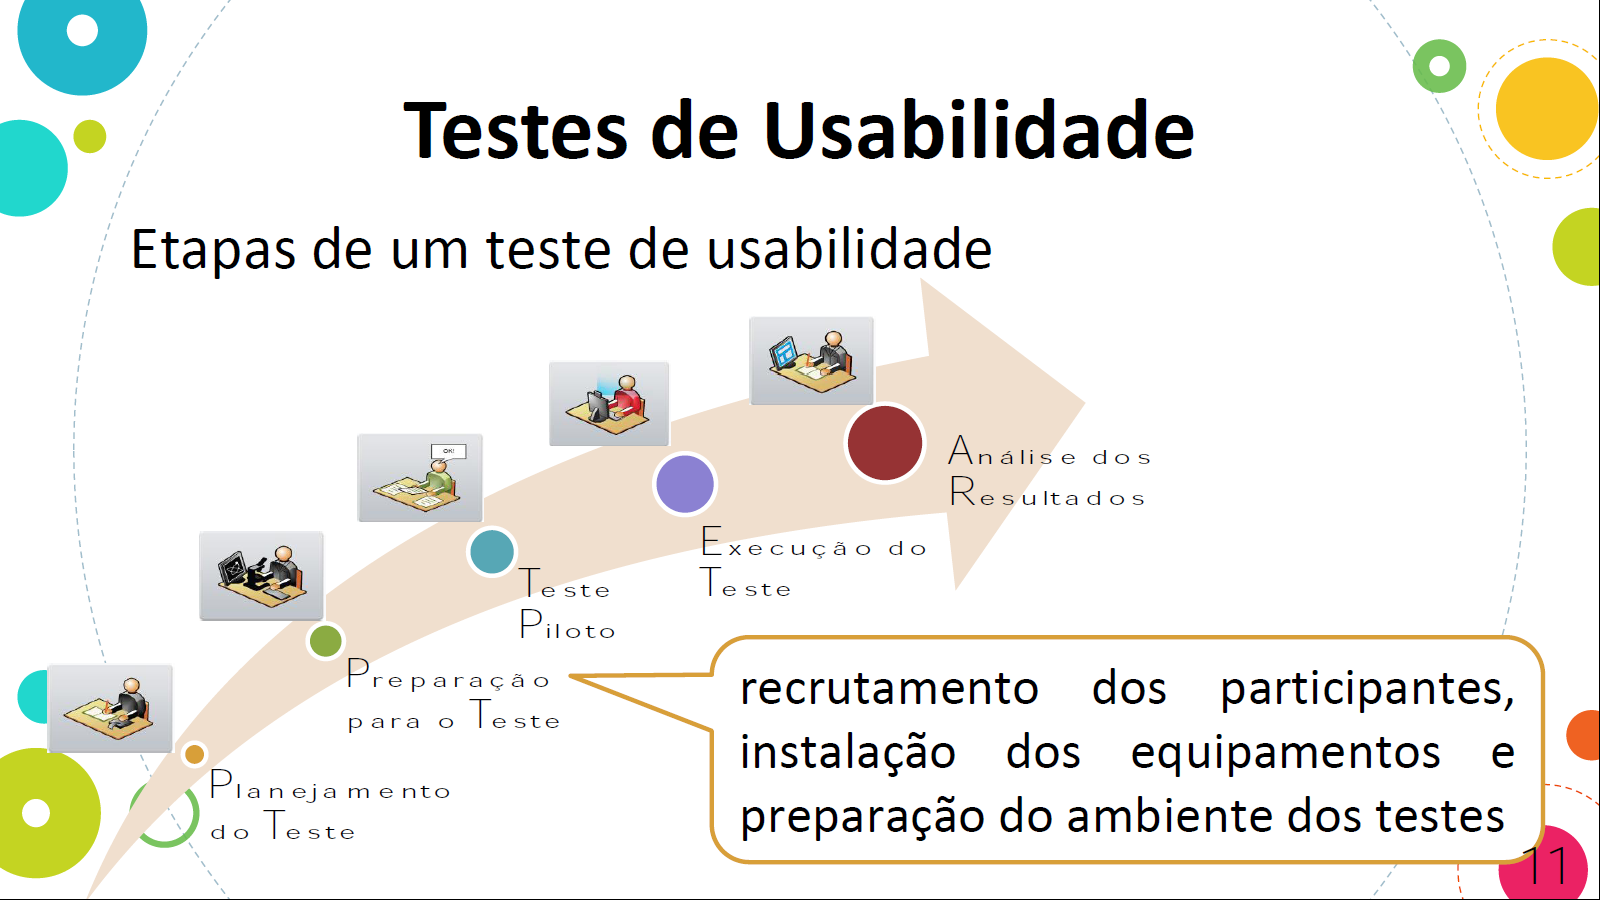 Testes de Usabilidade
Etapas de um teste de usabilidade
OK!
Análise dos
Resultados
Execução do
Teste
Teste
Piloto
Preparação
para o Teste
Planejamento
do Teste
recrutamento dos participantes,
instalação dos equipamentos e
preparação do ambiente dos testes
11